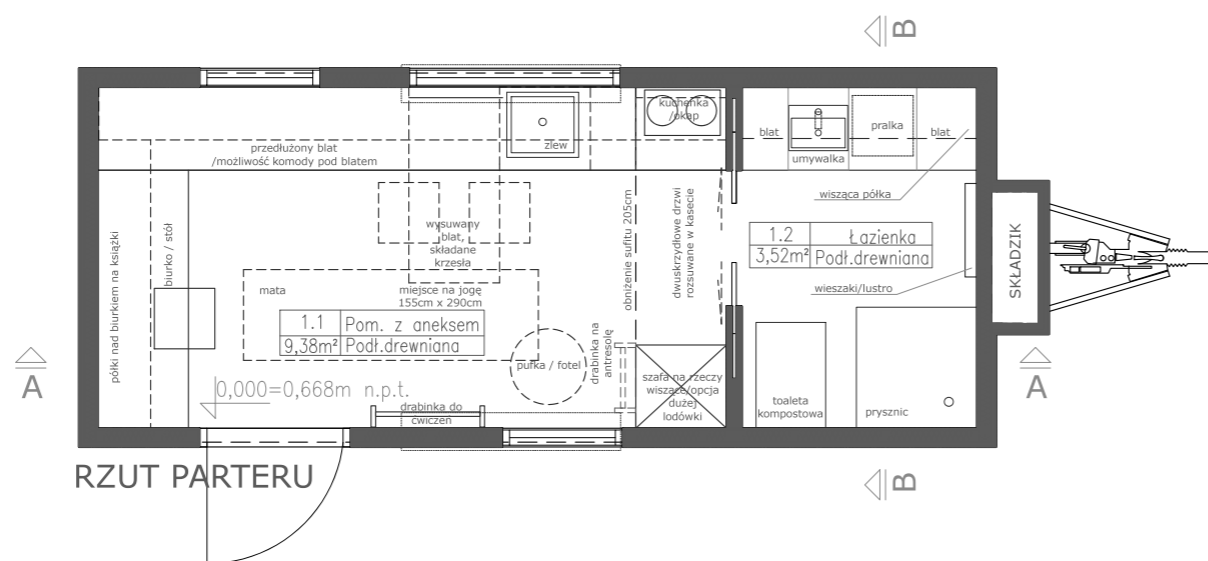 B
kuchenka
/okap
zlew
przedłużony blat
/możliwość komody pod blatem
blat
pralka
blat
umywalka
wisząca półka
półki nad biurkiem na książki
biurko / stół
wysuwany
blat,
składane
krzesła
obniżenie sufitu 205cm
dwuskrzydłowe drzwi
rozsuwane w kasecie
1.2 Łazienka
3,52m² Podł.drewniana
SKŁADZIK
mata
miejsce na jogę
155cm x 290cm
wieszaki/lustro
1.1 Pom. z aneksem
9,38m² Podł.drewniana
drabinka na
antresolę
pufka / fotel
A
A
szafa na rzeczy
wiszące/opcja
dużej
lodówki
0,000=0,668m n.p.t.
drabinka do
ćwiczeń
toaleta
kompostowa
prysznic
RZUT PARTERU
B